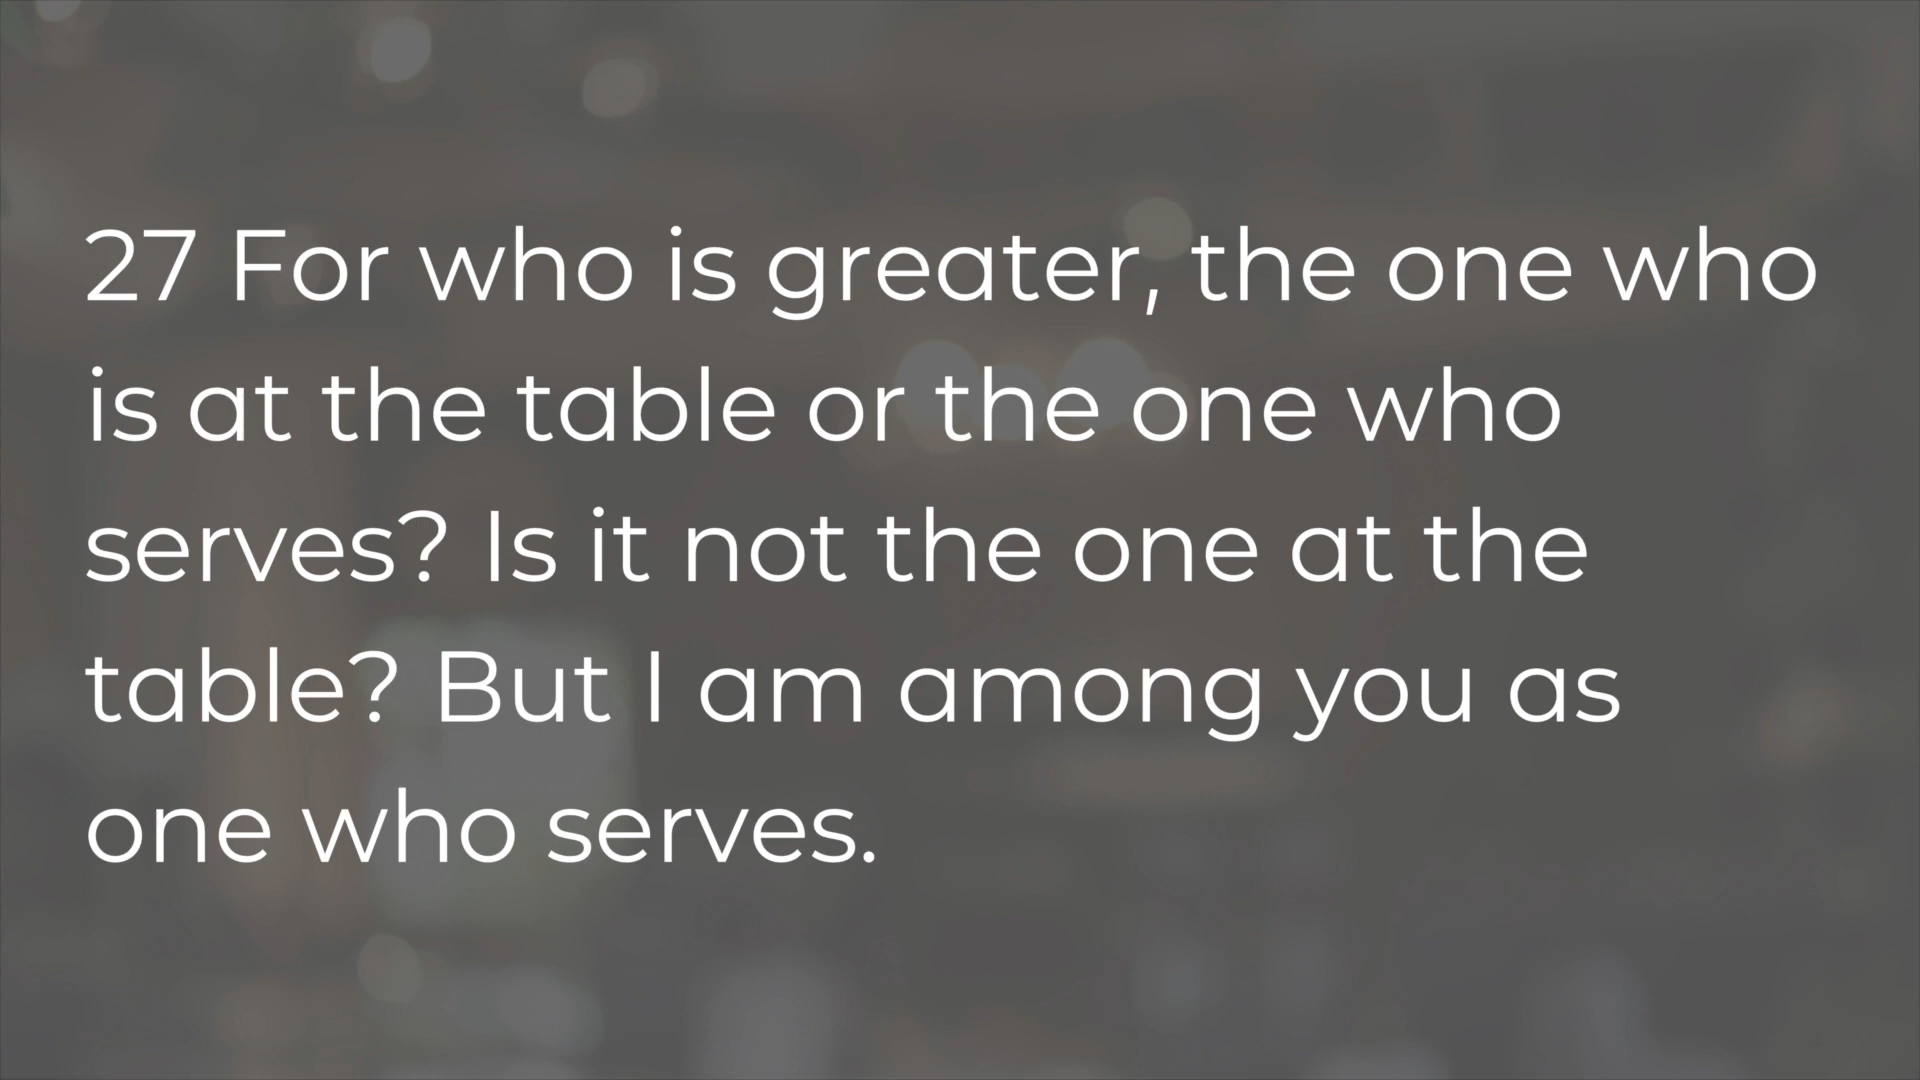 27 For who is greater, the one who
is at the table or the one who
serves? Is it not the one at the
table? But I am among you as
one who serves.